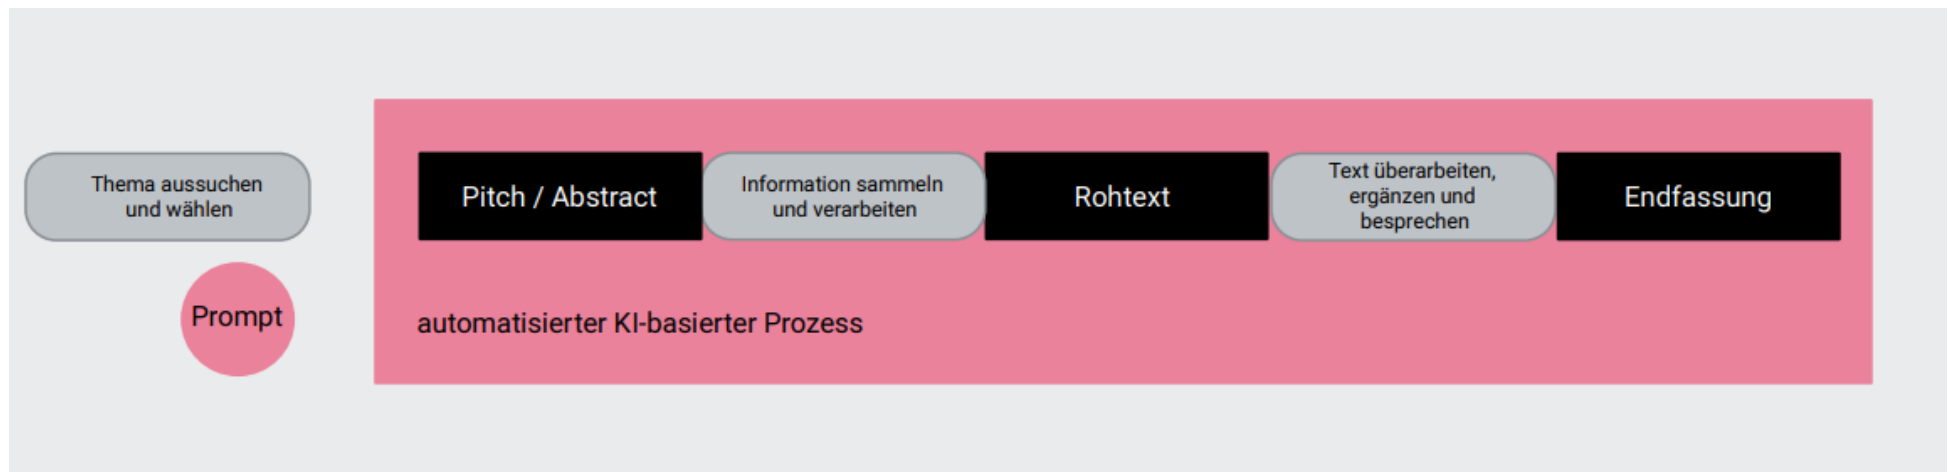 Thema aussuchen
und wählen
Pitch / Abstract
Information sammeln
und verarbeiten
Rohtext
Text überarbeiten,
ergänzen und
besprechen
Endfassung
Prompt
automatisierter KI-basierter Prozess